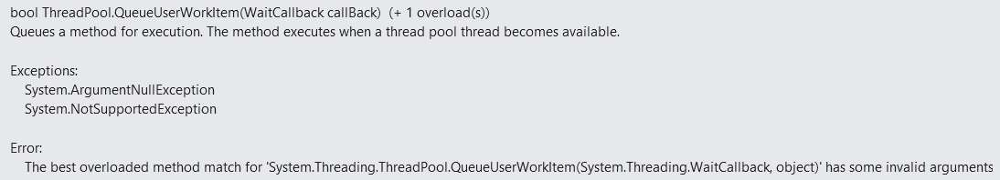 bool ThreadPool.QueueUserWorkItem(WaitCallback callBack) (+ 1 overload(s))
Queues a method for execution. The method executes when a thread pool thread becomes available.
Exceptions:
System.ArgumentNullException
System.NotSupportedException
Error:
The best overloaded method match for 'System.Threading.ThreadPool.QueueUserWorkItem(System.Threading.WaitCallback, object)' has some invalid arguments